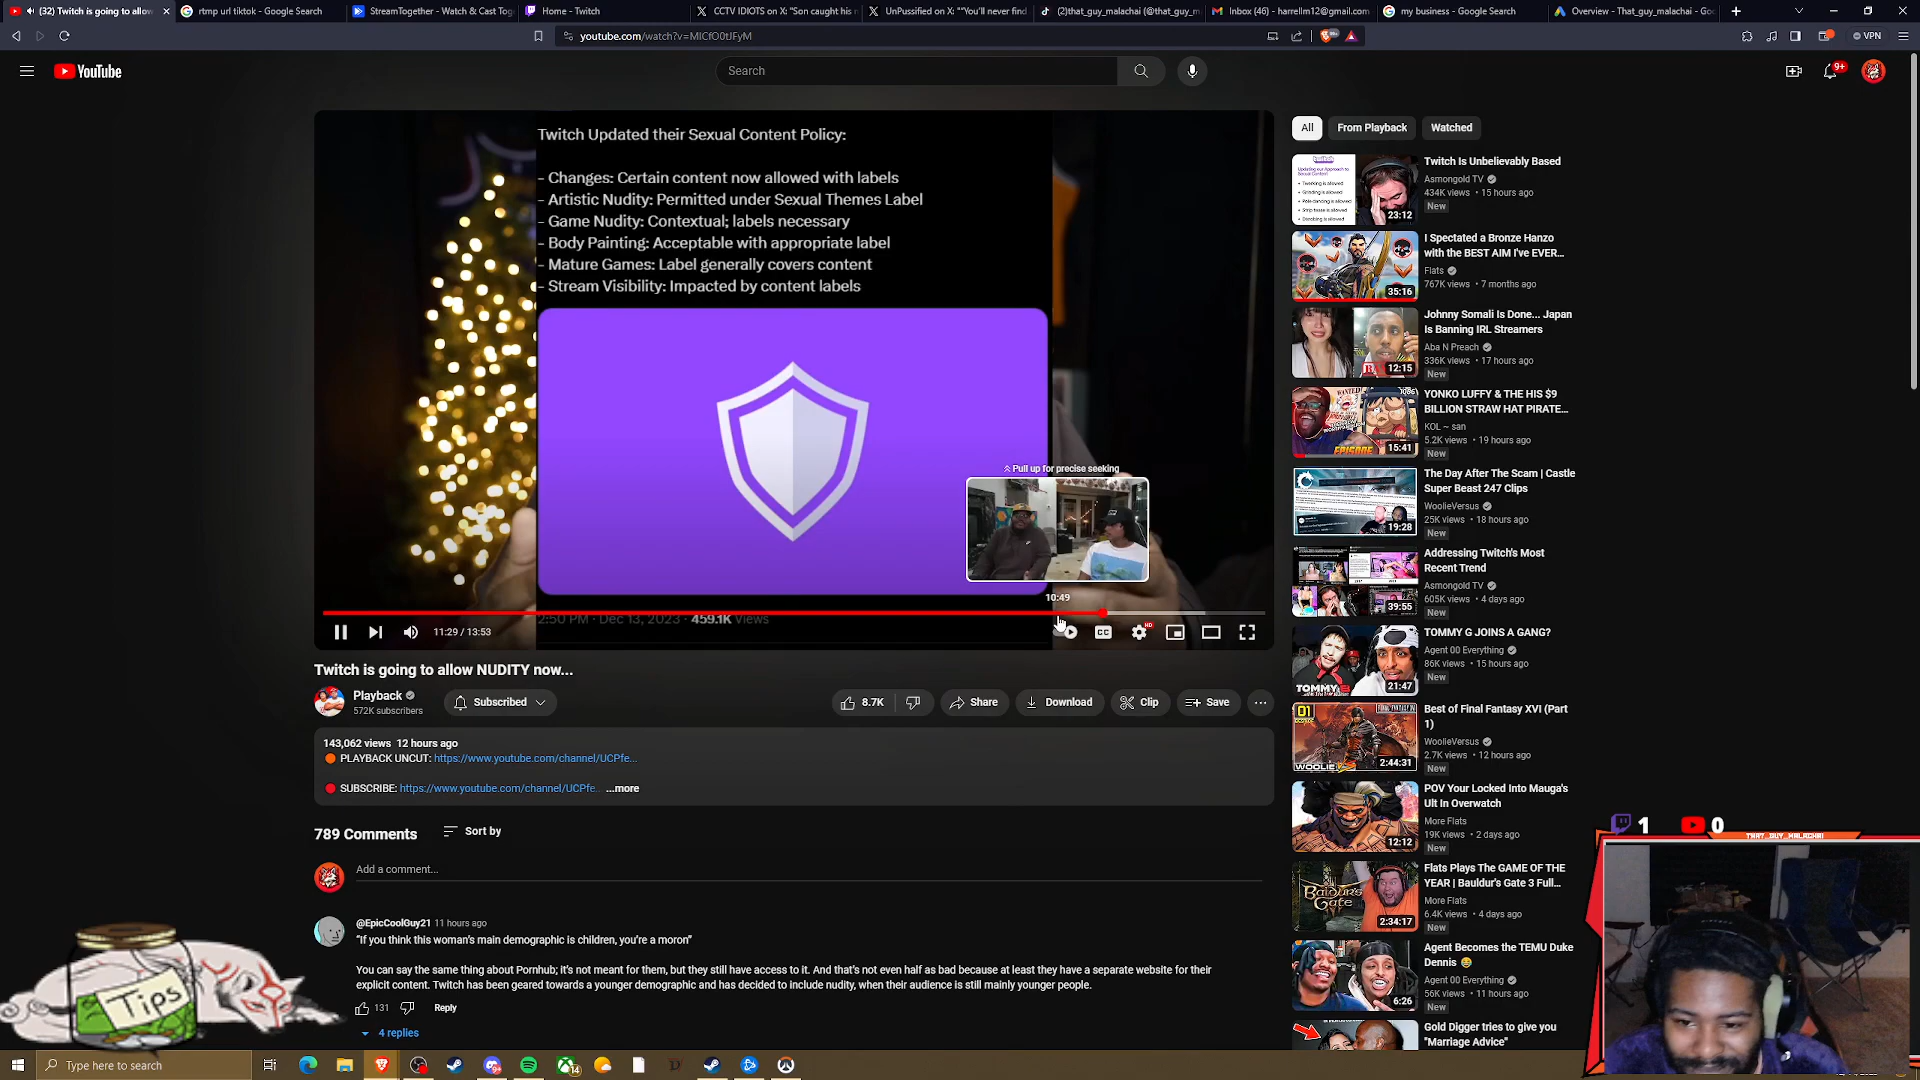 (32) Twitch is going to allow
rtmp url tiktok - Google Search
StreamTogether - Watch & Cast Tog
Home - Twitch
CCTV IDIOTS on X: "Son caught his
UnPussified on X: ""You'll never find
(2)that_guy_malachai (@that_guy_m
Inbox (46) - harrellm12@gmail.com
my business - Google Search
Overview - That_guy_malachai - Goo
youtube.com/watch?v=MlCfO0tJFyM
VPN
YouTube
Search
9+
Twitch Updated their Sexual Content Policy:
- Changes: Certain content now allowed with labels
- Artistic Nudity: Permitted under Sexual Themes Label
- Game Nudity: Contextual; labels necessary
- Body Painting: Acceptable with appropriate label
- Mature Games: Label generally covers content
- Stream Visibility: Impacted by content labels
Pull up for precise seeking
10:49
2:50 PM · Dec 13, 2023 · 459.1K Views
11:29 / 13:53
CC
HD
Twitch is going to allow NUDITY now...
Playback
572K subscribers
Subscribed
8.7K
Share
Download
Clip
Save
143,062 views 12 hours ago
PLAYBACK UNCUT: https://www.youtube.com/channel/UCPfe...
SUBSCRIBE: https://www.youtube.com/channel/UCPfe... ...more
789 Comments
Sort by
Add a comment...
@EpicCoolGuy21 11 hours ago
"If you think this woman's main demographic is children, you're a moron"
You can say the same thing about Pornhub; it's not meant for them, but they still have access to it. And that's not even half as bad because at least they have a separate website for their
explicit content. Twitch has been geared towards a younger demographic and has decided to include nudity, when their audience is still mainly younger people.
131
Reply
4 replies
All
From Playback
Watched
Twitch Is Unbelievably Based
Asmongold TV
434K views • 15 hours ago
New
23:12
I Spectated a Bronze Hanzo
with the BEST AIM I've EVER...
Flats
767K views • 7 months ago
35:16
Johnny Somali Is Done... Japan
Is Banning IRL Streamers
Aba N Preach
336K views • 17 hours ago
New
12:15
YONKO LUFFY & THE HIS $9
BILLION STRAW HAT PIRATE...
KOL ~ san
5.2K views • 19 hours ago
New
15:41
The Day After The Scam | Castle
Super Beast 247 Clips
WoolieVersus
25K views • 18 hours ago
New
19:28
Addressing Twitch's Most
Recent Trend
Asmongold TV
605K views • 4 days ago
New
39:55
TOMMY G JOINS A GANG?
Agent 00 Everything
86K views • 15 hours ago
New
TOMMY
21:47
Best of Final Fantasy XVI (Part
1)
WoolieVersus
2.7K views • 12 hours ago
New
01
WOOLIE
2:44:31
POV Your Locked Into Mauga's
Ult In Overwatch
More Flats
19K views • 2 days ago
New
12:12
Flats Plays The GAME OF THE
YEAR | Bauldur's Gate 3 Full...
More Flats
6.4K views • 4 days ago
New
BALDUR'S GATE
2:34:17
Agent Becomes the TEMU Duke
Dennis
Agent 00 Everything
56K views • 11 hours ago
New
6:26
Gold Digger tries to give you
"Marriage Advice"
1
0
THAT_GUY_MALACHAI
Tips
Type here to search
14